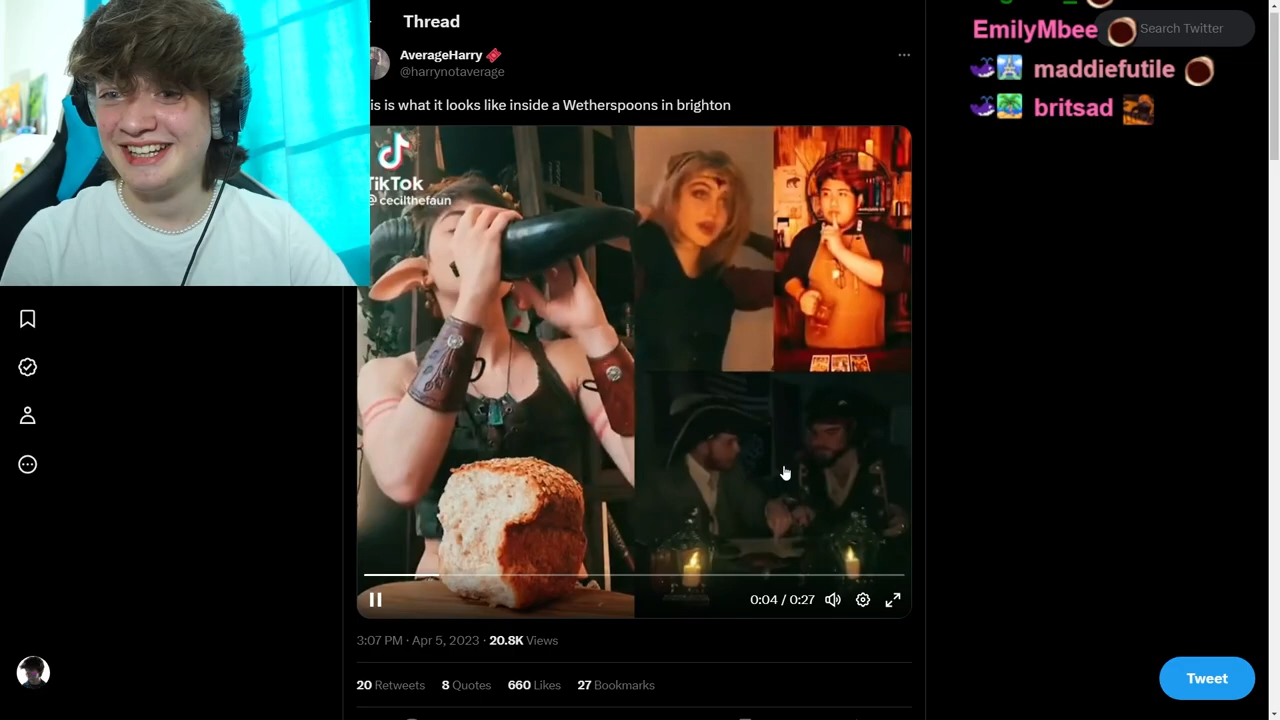 Thread
AverageHarry
@harrynotaverage
is is what it looks like inside a Wetherspoons in brighton
TikTok
@cecilthefaun
0:04 / 0:27
3:07 PM · Apr 5, 2023 · 20.8K Views
20 Retweets 8 Quotes 660 Likes 27 Bookmarks
EmilyMbee
Search Twitter
maddiefutile
britsad
Tweet